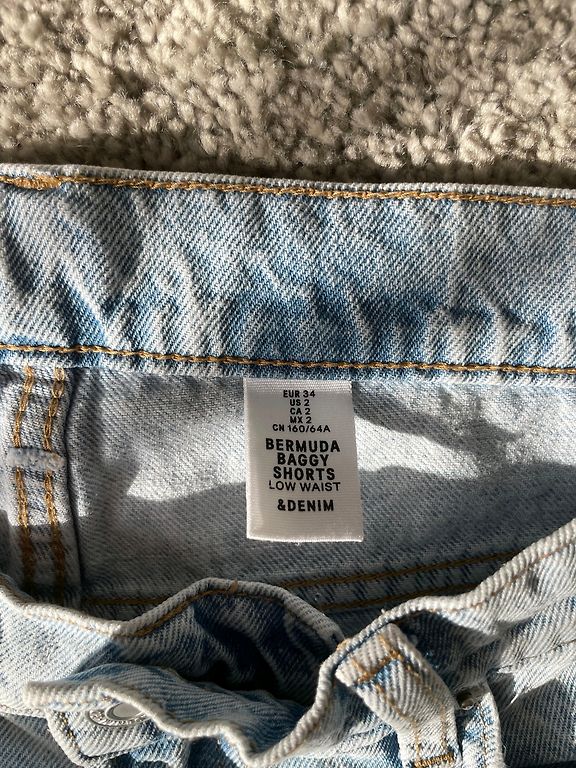 EUR 34
US 2
CA 2
MX 2
CN 160/64A
BERMUDA
BAGGY
SHORTS
LOW WAIST
&DENIM